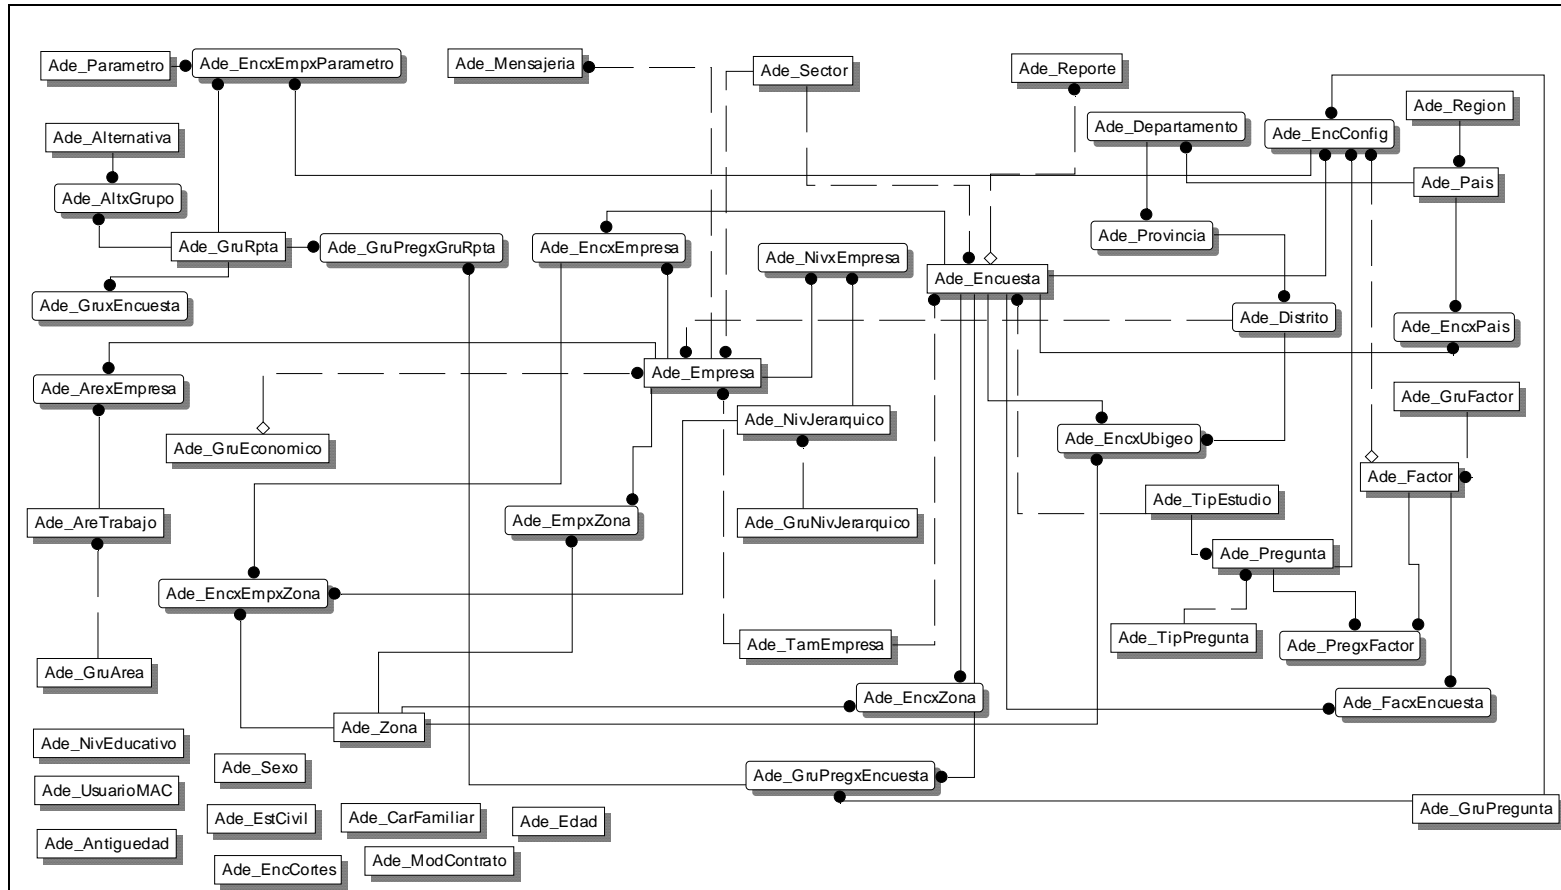 Ade_Parametro
Ade_EncxEmpxParametro
Ade_Mensajeria
Ade_Sector
Ade_Reporte
Ade_Region
Ade_Alternativa
Ade_Departamento
Ade_EncConfig
Ade_AltxGrupo
Ade_Pais
Ade_GruRpta
Ade_GruPregxGruRpta
Ade_EncxEmpresa
Ade_NivxEmpresa
Ade_Provincia
Ade_Encuesta
Ade_GruxEncuesta
Ade_Distrito
Ade_EncxPais
Ade_ArexEmpresa
Ade_Empresa
Ade_GruFactor
Ade_GruEconomico
Ade_NivJerarquico
Ade_EncxUbigeo
Ade_Factor
Ade_AreTrabajo
Ade_EmpxZona
Ade_GruNivJerarquico
Ade_TipEstudio
Ade_Pregunta
Ade_EncxEmpxZona
Ade_TamEmpresa
Ade_TipPregunta
Ade_PregxFactor
Ade_GruArea
Ade_EncxZona
Ade_FacxEncuesta
Ade_Zona
Ade_NivEducativo
Ade_Sexo
Ade_GruPregxEncuesta
Ade_UsuarioMAC
Ade_GruPregunta
Ade_EstCivil
Ade_CarFamiliar
Ade_Edad
Ade_Antiguedad
Ade_EncCortes
Ade_ModContrato